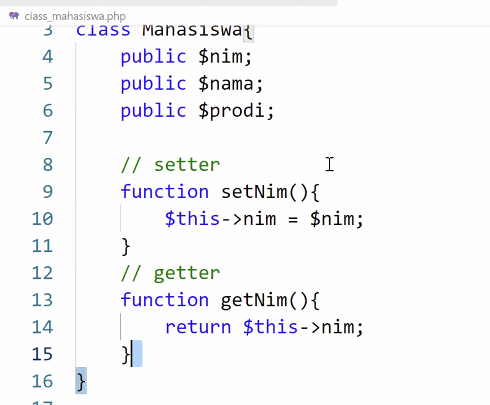 class_mahasiswa.php
3 class Mahasiswa{
4 public $nim;
5 public $nama;
6 public $prodi;
7
8 // setter
9 function setNim(){
10 $this->nim = $nim;
11 }
12 // getter
13 function getNim(){
14 return $this->nim;
15 }
16 }
17